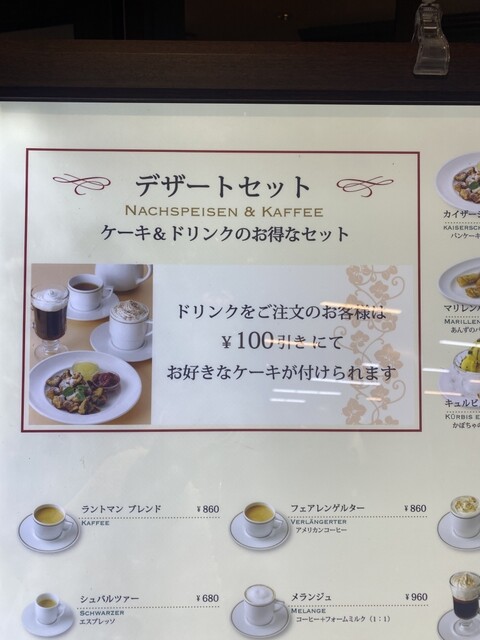 デザートセット
NACHSPEISEN & KAFFEE
ケーキ&ドリンクのお得なセット
ドリンクをご注文のお客様は
¥100引きにて
お好きなケーキが付けられます
カイザー
KAISERSCH
パンケーキ
マリレン
MARILLEN
あんずの
キュルビ
KÜRBIS E
かぼちゃの
ラントマン ブレンド ¥860
KAFFEE
フェアレンゲルター ¥860
VERLÄNGERTER
アメリカンコーヒー
シュバルツァー ¥680
SCHWARZER
エスプレッソ
メランジュ ¥960
MELANGE
コーヒー+フォームミルク(1:1)